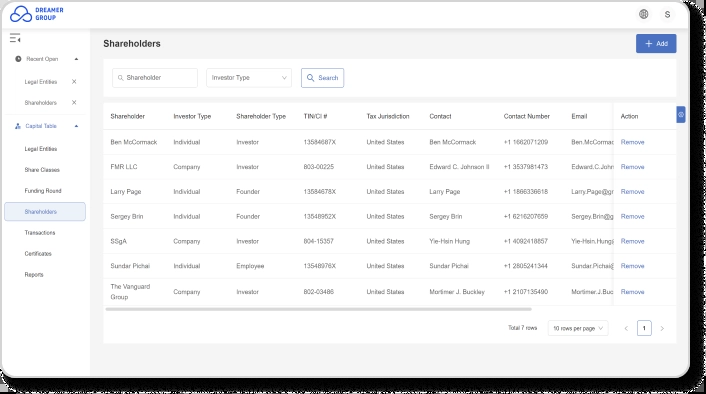 DREAMER
GROUP
S
Recent Open
Legal Entities
Shareholders
Capital Table
Legal Entities
Share Classes
Funding Round
Shareholders
Transactions
Certificates
Reports
Shareholders
+ Add
Shareholder
Investor Type
Search
Shareholder Investor Type Shareholder Type TIN/CI # Tax Jurisdiction Contact Contact Number Email Action
Ben McCormack Individual Investor 13584687X United States Ben McCormack +1 1662071209 Ben.McCormac Remove
FMR LLC Company Investor 803-00225 United States Edward C. Johnson II +1 3537981473 Edward.C.John Remove
Larry Page Individual Founder 13584678X United States Larry Page +1 1866336618 Larry.Page@gr Remove
Sergey Brin Individual Founder 13548952X United States Sergey Brin +1 6216207659 Sergey.Brin@g Remove
SSgA Company Investor 804-15357 United States Yie-Hsin Hung +1 4092418857 Yie-Hsin.Hung Remove
Sundar Pichai Individual Employee 13548976X United States Sundar Pichai +1 2805241344 Sundar.Pichai Remove
The Vanguard
Group Company Investor 802-03486 United States Mortimer J. Buckley +1 2107135490 Mortimer.J.Buc Remove
Total 7 rows 10 rows per page 1